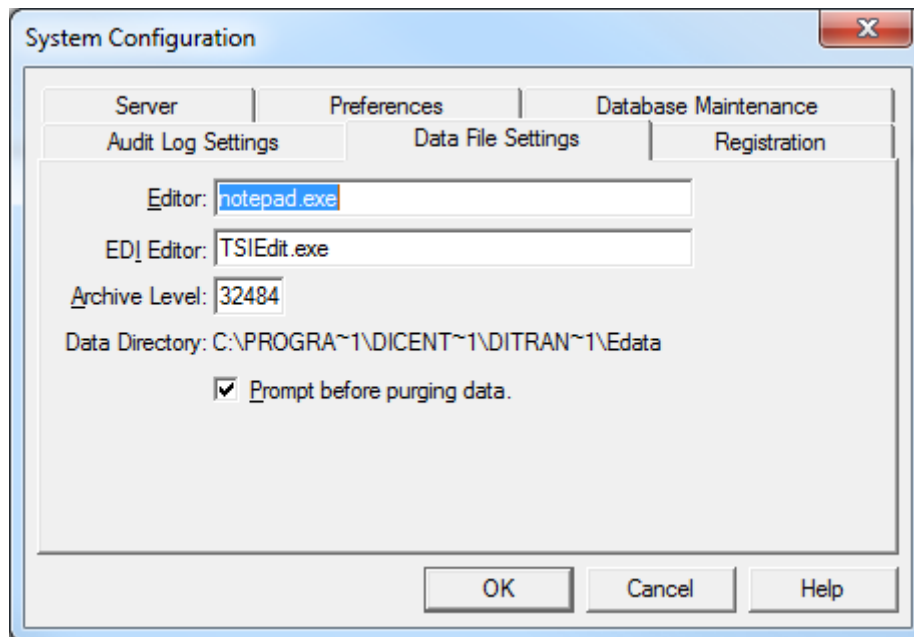 System Configuration
Server Preferences Database Maintenance
Audit Log Settings Data File Settings Registration
Editor: notepad.exe
EDI Editor: TSIEdit.exe
Archive Level: 32484
Data Directory: C:\PROGRA~1\DICENT~1\DITRAN~1\Edata
Prompt before purging data.
OK Cancel Help